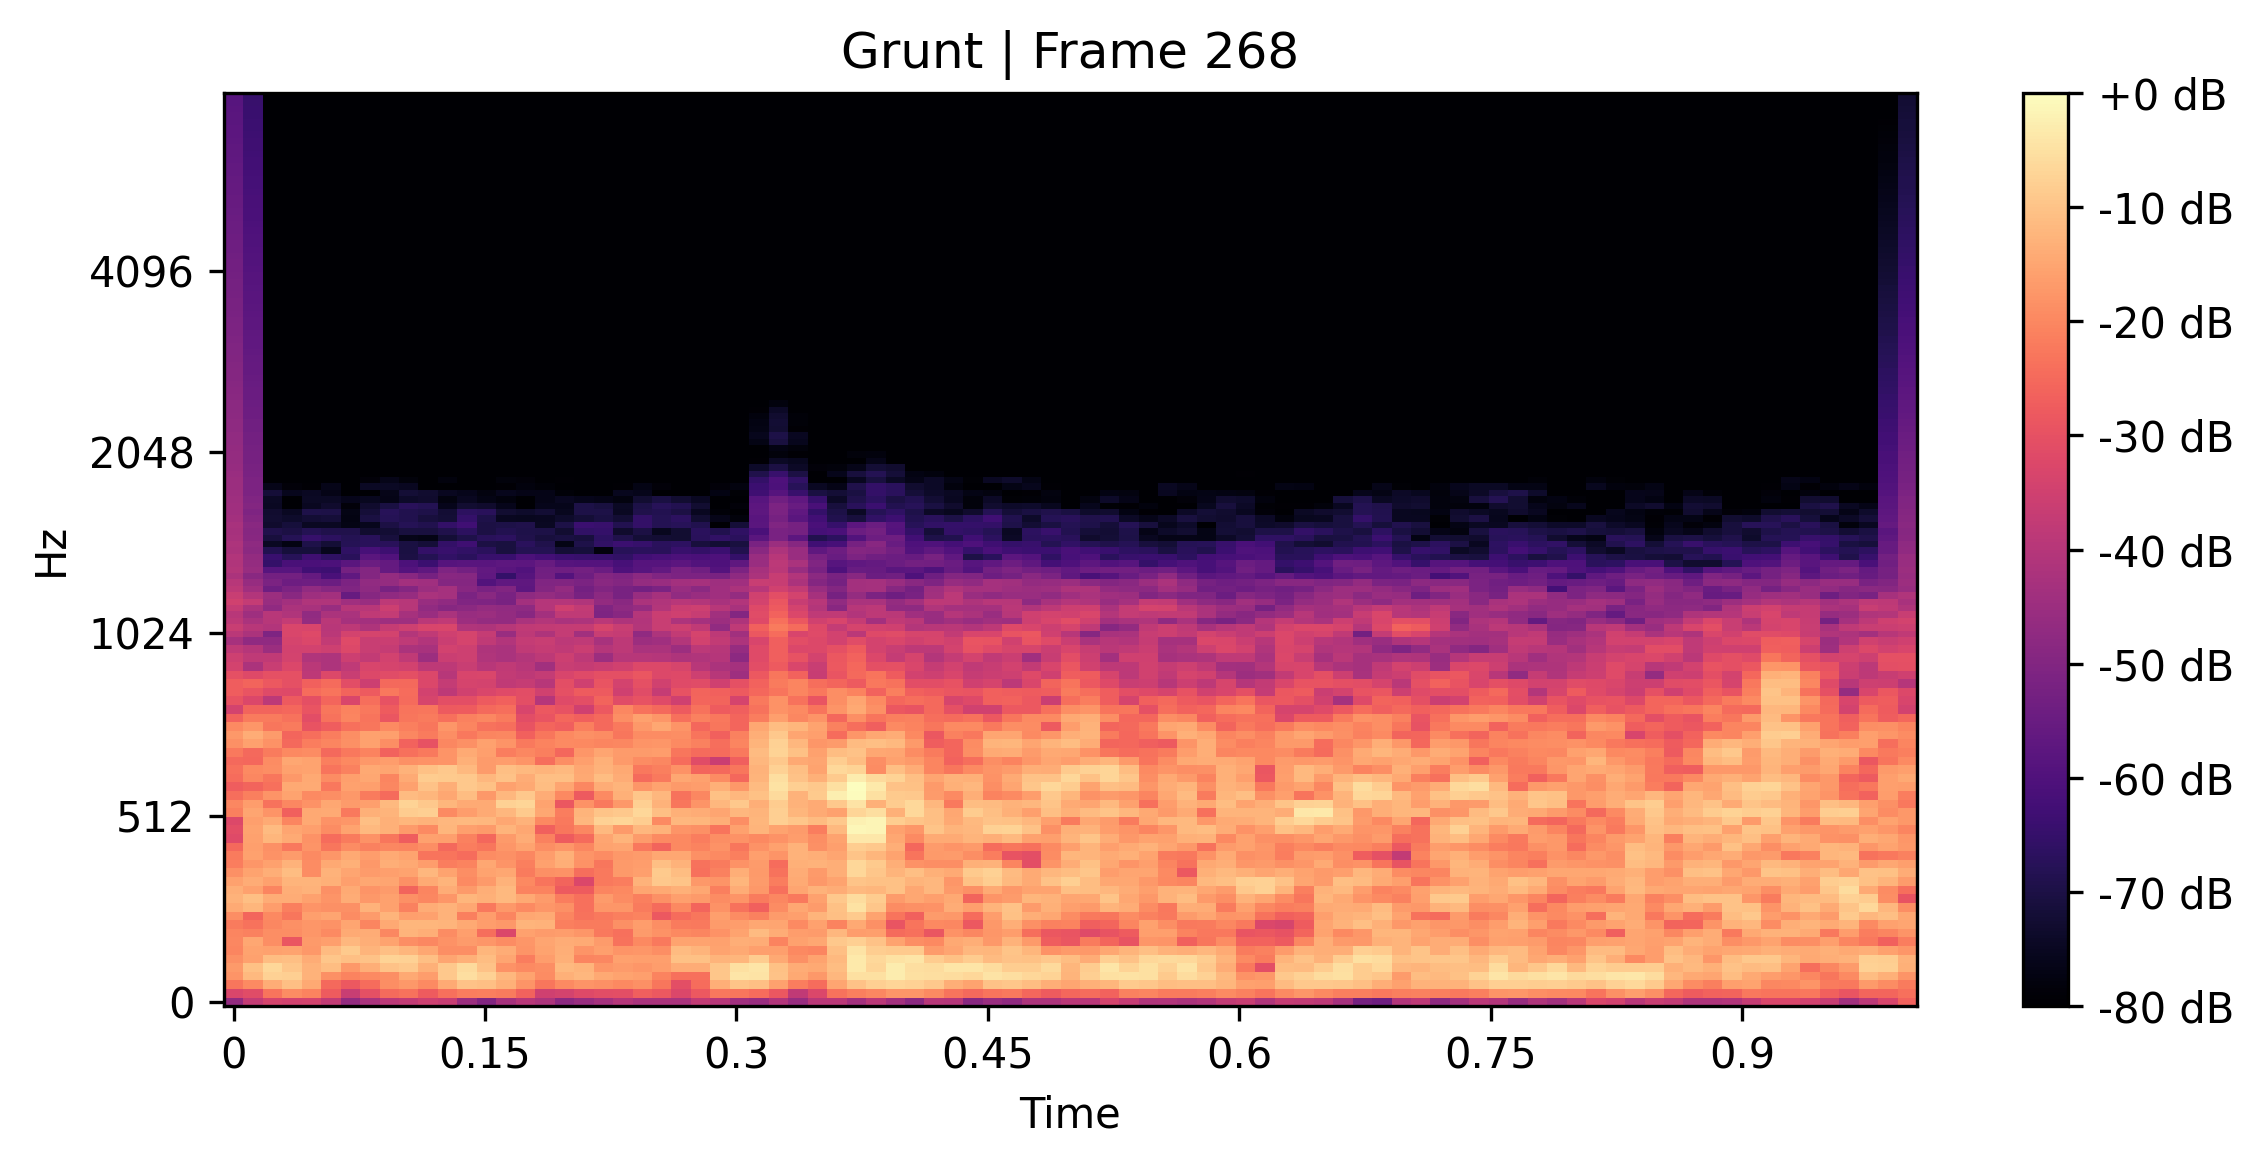 Grunt | Frame 268
+0 dB
-10 dB
-20 dB
-30 dB
-40 dB
-50 dB
-60 dB
-70 dB
-80 dB
Hz
4096
2048
1024
512
0
0 0.15 0.3 0.45 0.6 0.75 0.9
Time